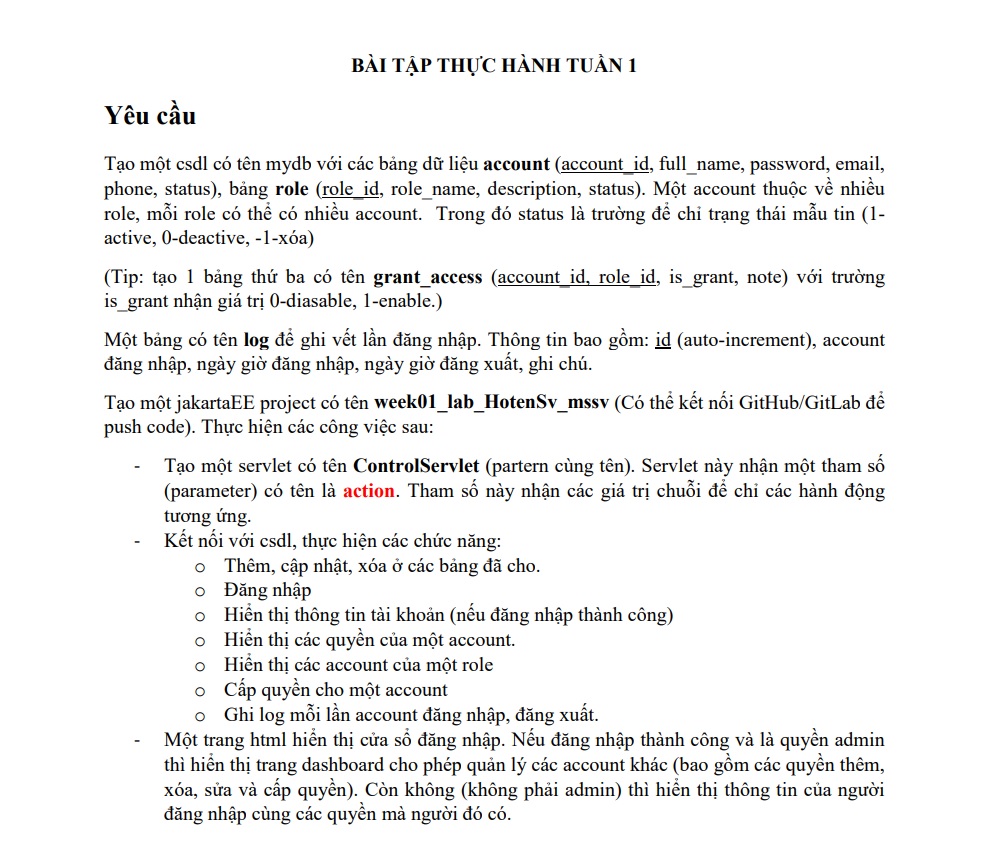 BÀI TẬP THỰC HÀNH TUẦN 1
Yêu cầu
Tạo một csdl có tên mydb với các bảng dữ liệu account (account_id, full_name, password, email,
phone, status), bảng role (role_id, role_name, description, status). Một account thuộc về nhiều
role, mỗi role có thể có nhiều account. Trong đó status là trường để chỉ trạng thái mẫu tin (1-
active, 0-deactive, -1-xóa)
(Tip: tạo 1 bảng thứ ba có tên grant_access (account_id, role_id, is_grant, note) với trường
is_grant nhận giá trị 0-diasable, 1-enable.)
Một bảng có tên log để ghi vết lần đăng nhập. Thông tin bao gồm: id (auto-increment), account
đăng nhập, ngày giờ đăng nhập, ngày giờ đăng xuất, ghi chú.
Tạo một jakartaEE project có tên week01_lab_HotenSv_mssv (Có thể kết nối GitHub/GitLab để
push code). Thực hiện các công việc sau:
- Tạo một servlet có tên ControlServlet (partern cùng tên). Servlet này nhận một tham số
(parameter) có tên là action. Tham số này nhận các giá trị chuỗi để chỉ các hành động
tương ứng.
- Kết nối với csdl, thực hiện các chức năng:
o Thêm, cập nhật, xóa ở các bảng đã cho.
o Đăng nhập
o Hiển thị thông tin tài khoản (nếu đăng nhập thành công)
o Hiển thị các quyền của một account.
o Hiển thị các account của một role
o Cấp quyền cho một account
o Ghi log mỗi lần account đăng nhập, đăng xuất.
- Một trang html hiển thị cửa sổ đăng nhập. Nếu đăng nhập thành công và là quyền admin
thì hiển thị trang dashboard cho phép quản lý các account khác (bao gồm các quyền thêm,
xóa, sửa và cấp quyền). Còn không (không phải admin) thì hiển thị thông tin của người
đăng nhập cùng các quyền mà người đó có.